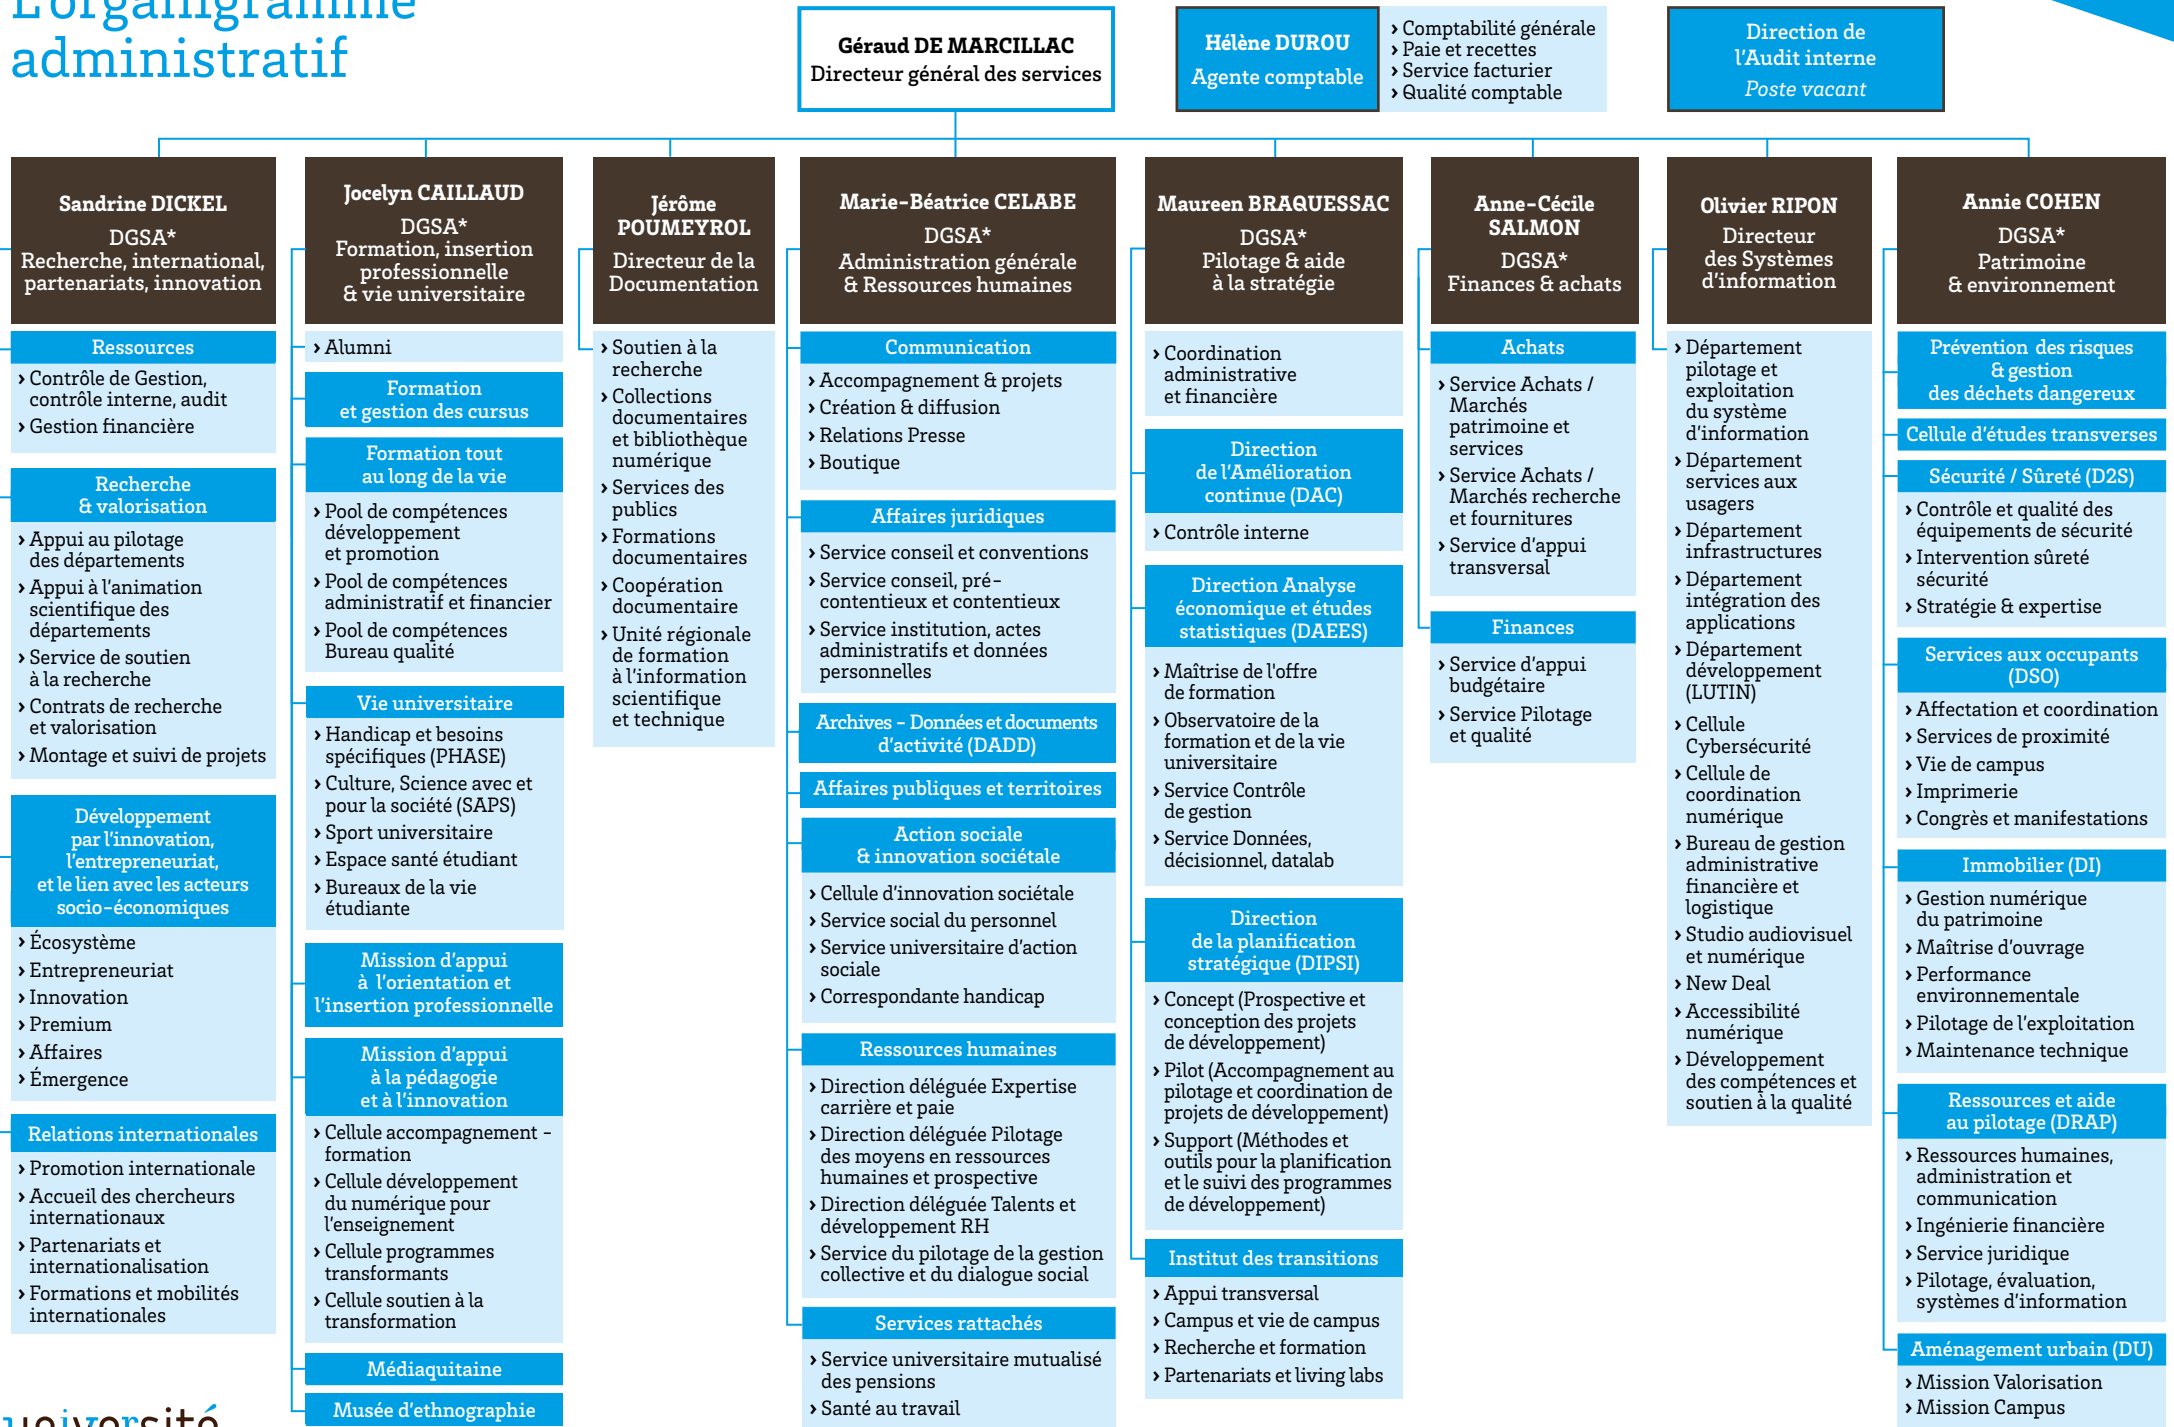 L'organigramme
administratif
Géraud DE MARCILLAC
Directeur général des services
Hélène DUROU
Agente comptable
› Comptabilité générale
› Paie et recettes
› Service facturier
› Qualité comptable
Direction de
l'Audit interne
Poste vacant
Sandrine DICKEL
DGSA*
Recherche, international,
partenariats, innovation
Ressources
› Contrôle de Gestion,
contrôle interne, audit
› Gestion financière
Recherche
& valorisation
› Appui au pilotage
des départements
› Appui à l'animation
scientifique des
départements
› Service de soutien
à la recherche
› Contrats de recherche
et valorisation
› Montage et suivi de projets
Développement
par l'innovation,
l'entrepreneuriat,
et le lien avec les acteurs
socio-économiques
› Écosystème
› Entrepreneuriat
› Innovation
› Premium
› Affaires
› Émergence
Relations internationales
› Promotion internationale
› Accueil des chercheurs
internationaux
› Partenariats et
internationalisation
› Formations et mobilités
internationales
Jocelyn CAILLAUD
DGSA*
Formation, insertion
professionnelle
& vie universitaire
› Alumni
Formation
et gestion des cursus
Formation tout
au long de la vie
› Pool de compétences
développement
et promotion
› Pool de compétences
administratif et financier
› Pool de compétences
Bureau qualité
Vie universitaire
› Handicap et besoins
spécifiques (PHASE)
› Culture, Science avec et
pour la société (SAPS)
› Sport universitaire
› Espace santé étudiant
› Bureaux de la vie
étudiante
Mission d'appui
à l'orientation et
l'insertion professionnelle
Mission d'appui
à la pédagogie
et à l'innovation
› Cellule accompagnement -
formation
› Cellule développement
du numérique pour
l'enseignement
› Cellule programmes
transformants
› Cellule soutien à la
transformation
Médiaquitaine
Musée d'ethnographie
Jérôme
POUMEYROL
Directeur de la
Documentation
› Soutien à la
recherche
› Collections
documentaires
et bibliothèque
numérique
› Services des
publics
› Formations
documentaires
› Coopération
documentaire
› Unité régionale
de formation
à l'information
scientifique
et technique
Marie-Béatrice CELABE
DGSA*
Administration générale
& Ressources humaines
Communication
› Accompagnement & projets
› Création & diffusion
› Relations Presse
› Boutique
Affaires juridiques
› Service conseil et conventions
› Service conseil, pré-
contentieux et contentieux
› Service institution, actes
administratifs et données
personnelles
Archives - Données et documents
d'activité (DADD)
Affaires publiques et territoires
Action sociale
& innovation sociétale
› Cellule d'innovation sociétale
› Service social du personnel
› Service universitaire d'action
sociale
› Correspondante handicap
Ressources humaines
› Direction déléguée Expertise
carrière et paie
› Direction déléguée Pilotage
des moyens en ressources
humaines et prospective
› Direction déléguée Talents et
développement RH
› Service du pilotage de la gestion
collective et du dialogue social
Services rattachés
› Service universitaire mutualisé
des pensions
› Santé au travail
Maureen BRAQUESSAC
DGSA*
Pilotage & aide
à la stratégie
› Coordination
administrative
et financière
Direction
de l'Amélioration
continue (DAC)
› Contrôle interne
Direction Analyse
économique et études
statistiques (DAEES)
› Maîtrise de l'offre
de formation
› Observatoire de la
formation et de la vie
universitaire
› Service Contrôle
de gestion
› Service Données,
décisionnel, datalab
Direction
de la planification
stratégique (DIPSI)
› Concept (Prospective et
conception des projets
de développement)
› Pilot (Accompagnement au
pilotage et coordination de
projets de développement)
› Support (Méthodes et
outils pour la planification
et le suivi des programmes
de développement)
Institut des transitions
› Appui transversal
› Campus et vie de campus
› Recherche et formation
› Partenariats et living labs
Anne-Cécile
SALMON
DGSA*
Finances & achats
Achats
› Service Achats /
Marchés
patrimoine et
services
› Service Achats /
Marchés recherche
et fournitures
› Service d'appui
transversal
Finances
› Service d'appui
budgétaire
› Service Pilotage
et qualité
Olivier RIPON
Directeur
des Systèmes
d'information
› Département
pilotage et
exploitation
du système
d'information
› Département
services aux
usagers
› Département
infrastructures
› Département
intégration des
applications
› Département
développement
(LUTIN)
› Cellule
Cybersécurité
› Cellule de
coordination
numérique
› Bureau de gestion
administrative
financière et
logistique
› Studio audiovisuel
et numérique
› New Deal
› Accessibilité
numérique
› Développement
des compétences et
soutien à la qualité
Annie COHEN
DGSA*
Patrimoine
& environnement
Prévention des risques
& gestion
des déchets dangereux
Cellule d'études transverses
Sécurité / Sûreté (D2S)
› Contrôle et qualité des
équipements de sécurité
› Intervention sûreté
sécurité
› Stratégie & expertise
Services aux occupants
(DSO)
› Affectation et coordination
› Services de proximité
› Vie de campus
› Imprimerie
› Congrès et manifestations
Immobilier (DI)
› Gestion numérique
du patrimoine
› Maîtrise d'ouvrage
› Performance
environnementale
› Pilotage de l'exploitation
› Maintenance technique
Ressources et aide
au pilotage (DRAP)
› Ressources humaines,
administration et
communication
› Ingénierie financière
› Service juridique
› Pilotage, évaluation,
systèmes d'information
Aménagement urbain (DU)
› Mission Valorisation
› Mission Campus
université